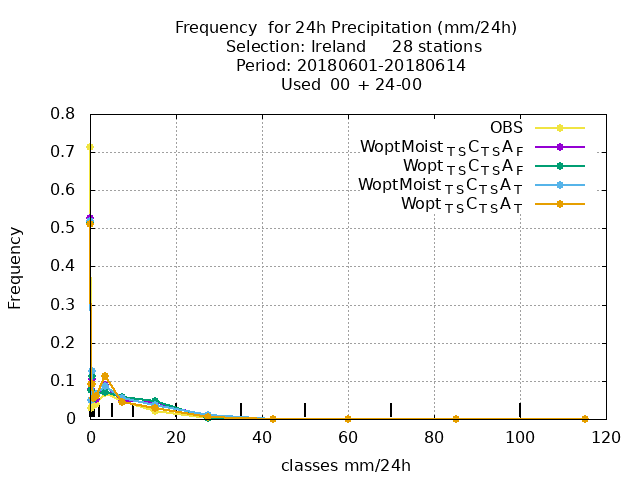 Frequency  for 24h Precipitation (mm/24h)
Selection: Ireland     28 stations
Period: 20180601-20180614
Used  00 + 24-00
0.8
0.7
0.6
0.5
0.4
0.3
0.2
0.1
0
Frequency
OBS
WoptMoist TS C TS A F
Wopt TS C TS A F
WoptMoist TS C TS A T
Wopt TS C TS A T
0 20 40 60 80 100 120
classes mm/24h